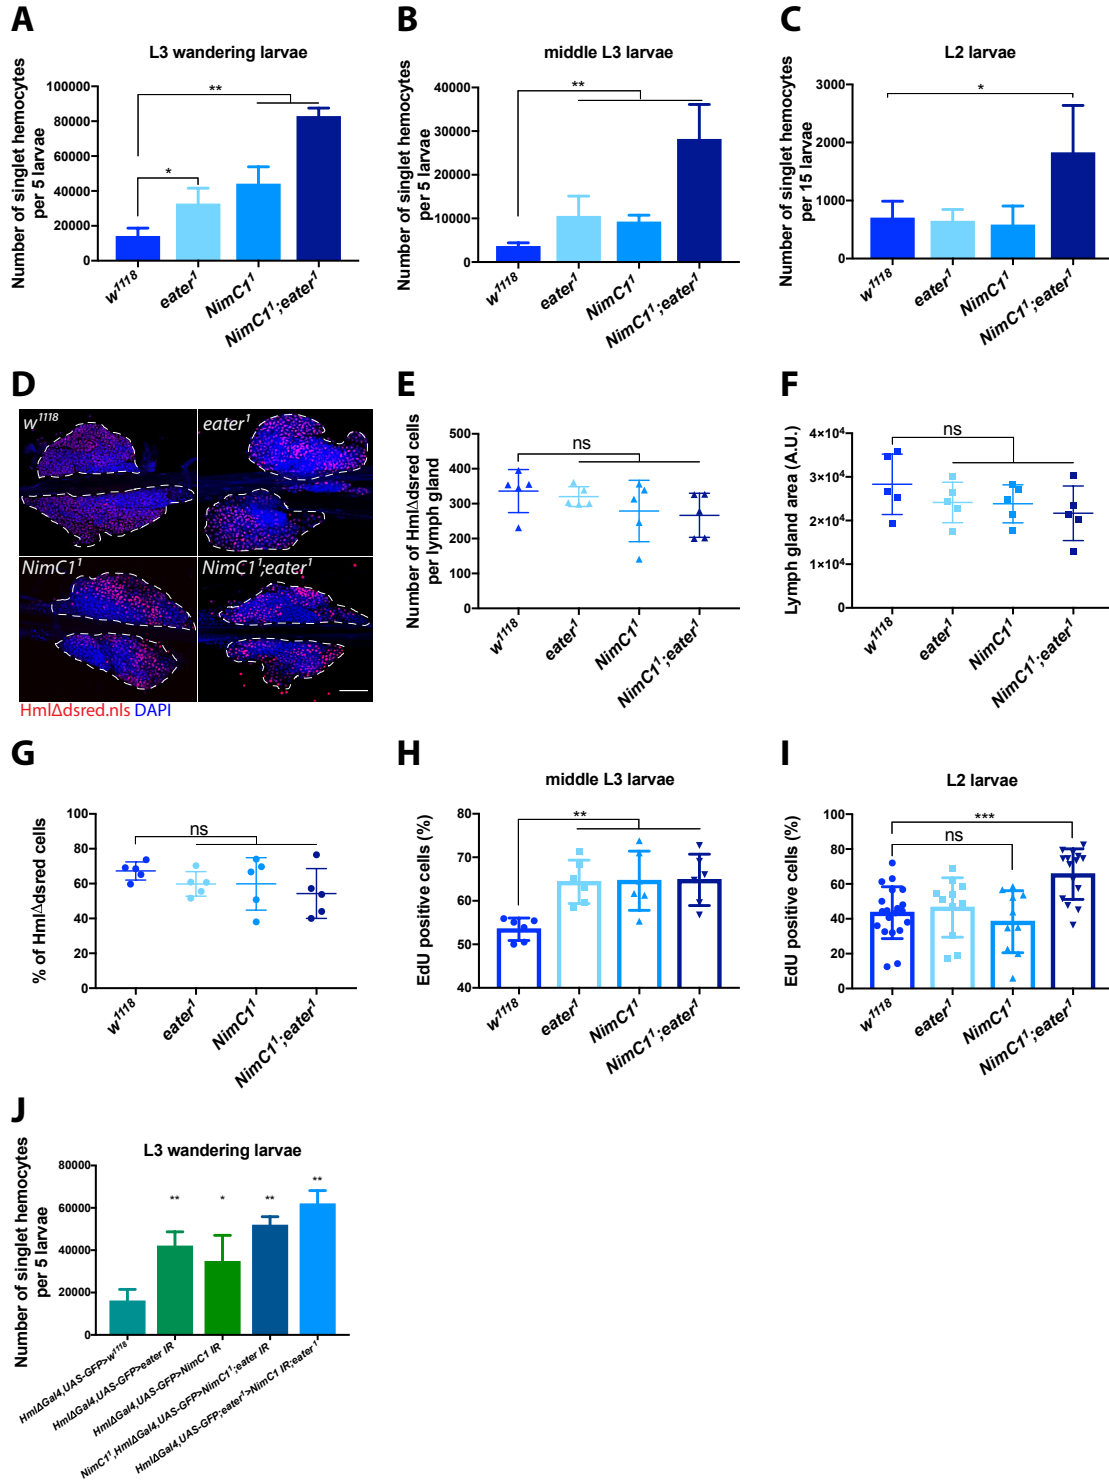 A
L3 wandering larvae
Number of singlet hemocytes
per 5 larvae
100000
80000
60000
40000
20000
0
**
*
w1118
eater1
NimC11
NimC11;eater1
B
middle L3 larvae
Number of singlet hemocytes
per 5 larvae
40000
30000
20000
10000
0
**
w1118
eater1
NimC11
NimC11;eater1
C
L2 larvae
Number of singlet hemocytes
per 15 larvae
3000
2000
1000
0
*
w1118
eater1
NimC11
NimC11;eater1
D
w1118
eater1
NimC11
NimC11;eater1
HmlΔdsred.nls DAPI
E
Number of HmlΔdsred cells
per lymph gland
500
400
300
200
100
0
ns
w1118
eater1
NimC11
NimC11;eater1
F
Lymph gland area (A.U.)
4×10⁴
3×10⁴
2×10⁴
1×10⁴
0
ns
w1118
eater1
NimC11
NimC11;eater1
G
% of HmlΔdsred cells
100
80
60
40
20
0
ns
w1118
eater1
NimC11
NimC11;eater1
H
middle L3 larvae
EdU positive cells (%)
80
70
60
50
40
**
w1118
eater1
NimC11
NimC11;eater1
I
L2 larvae
EdU positive cells (%)
100
80
60
40
20
0
***
ns
w1118
eater1
NimC11
NimC11;eater1
J
L3 wandering larvae
Number of singlet hemocytes
per 5 larvae
80000
60000
40000
20000
0
**
*
**
**
HmlΔGal4,UAS-GFP>w1118
HmlΔGal4,UAS-GFP>eater IR
HmlΔGal4,UAS-GFP>NimC1 IR
NimC11,HmlΔGal4,UAS-GFP>NimC11;eater IR
HmlΔGal4,UAS-GFP;eater1>NimC1 IR;eater1